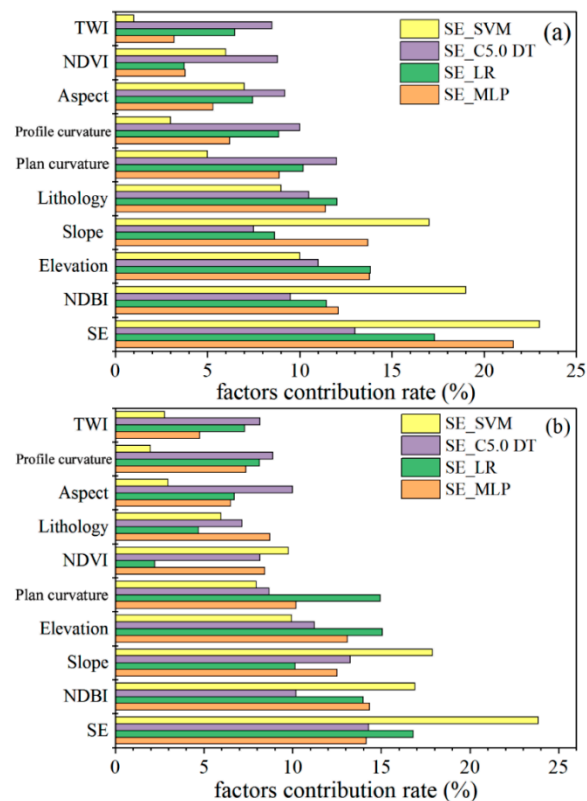 (a)
SE_SVM
SE_C5.0 DT
SE_LR
SE_MLP
TWI
NDVI
Aspect
Profile curvature
Plan curvature
Lithology
Slope
Elevation
NDBI
SE
0 5 10 15 20 25
factors contribution rate (%)
(b)
SE_SVM
SE_C5.0 DT
SE_LR
SE_MLP
TWI
Profile curvature
Aspect
Lithology
NDVI
Plan curvature
Elevation
Slope
NDBI
SE
0 5 10 15 20 25
factors contribution rate (%)